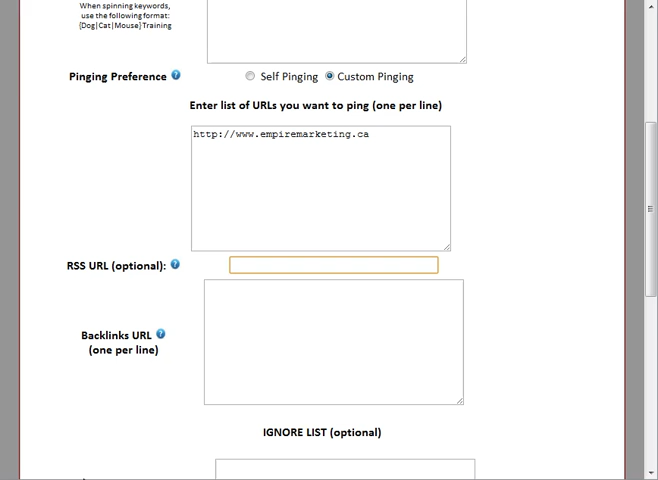 When spinning keywords,
use the following format:
{Dog|Cat|Mouse} Training
Pinging Preference ? Self Pinging Custom Pinging
Enter list of URLs you want to ping (one per line)
http://www.empiremarketing.ca
RSS URL (optional): ?
Backlinks URL ?
(one per line)
IGNORE LIST (optional)